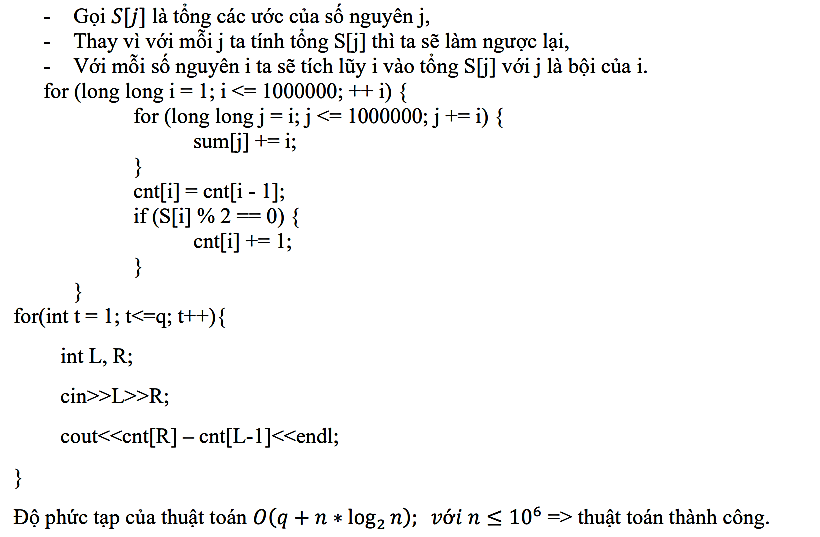 - Gọi S[j] là tổng các ước của số nguyên j,
- Thay vì với mỗi j ta tính tổng S[j] thì ta sẽ làm ngược lại,
- Với mỗi số nguyên i ta sẽ tích lũy i vào tổng S[j] với j là bội của i.
for (long long i = 1; i <= 1000000; ++ i) {
for (long long j = i; j <= 1000000; j += i) {
sum[j] += i;
}
cnt[i] = cnt[i - 1];
if (S[i] % 2 == 0) {
cnt[i] += 1;
}
}
for(int t = 1; t<=q; t++){
int L, R;
cin>>L>>R;
cout<<cnt[R] – cnt[L-1]<<endl;
}
Độ phức tạp của thuật toán O(q + n * log₂ n); với n ≤ 10⁶ => thuật toán thành công.